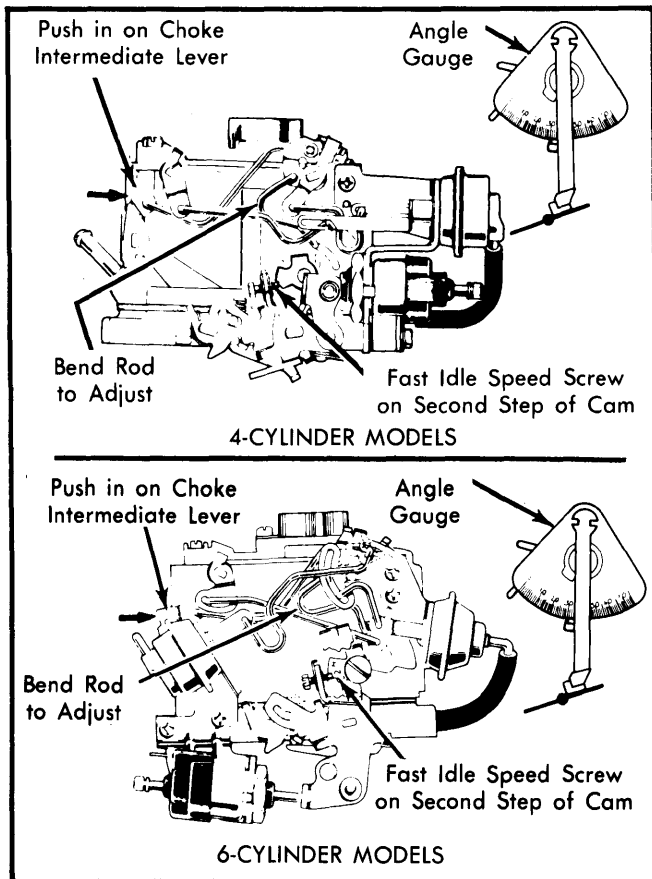 Push in on Choke
Intermediate Lever
Angle
Gauge
Bend Rod
to Adjust
Fast Idle Speed Screw
on Second Step of Cam
4-CYLINDER MODELS
Push in on Choke
Intermediate Lever
Angle
Gauge
Bend Rod
to Adjust
Fast Idle Speed Screw
on Second Step of Cam
6-CYLINDER MODELS